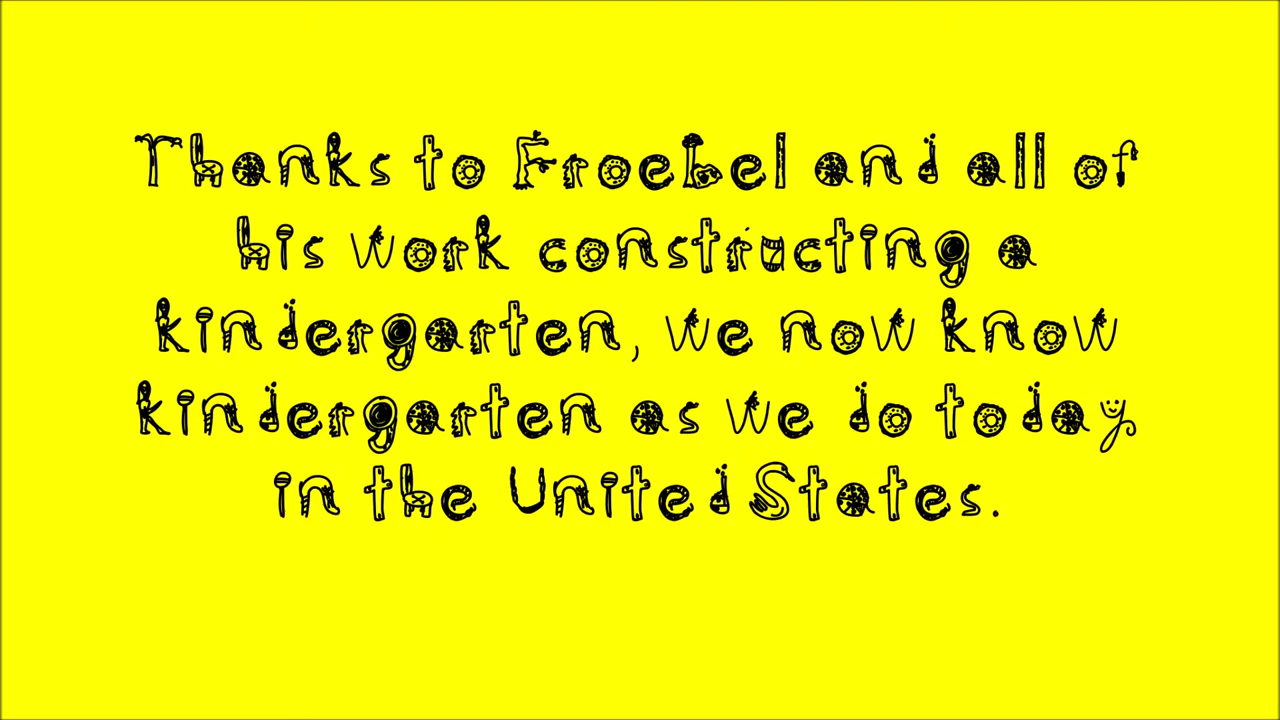 Thanks to Froebel and all of
his work constructing a
kindergarten, we now know
kindergarten as we do today
in the United States.